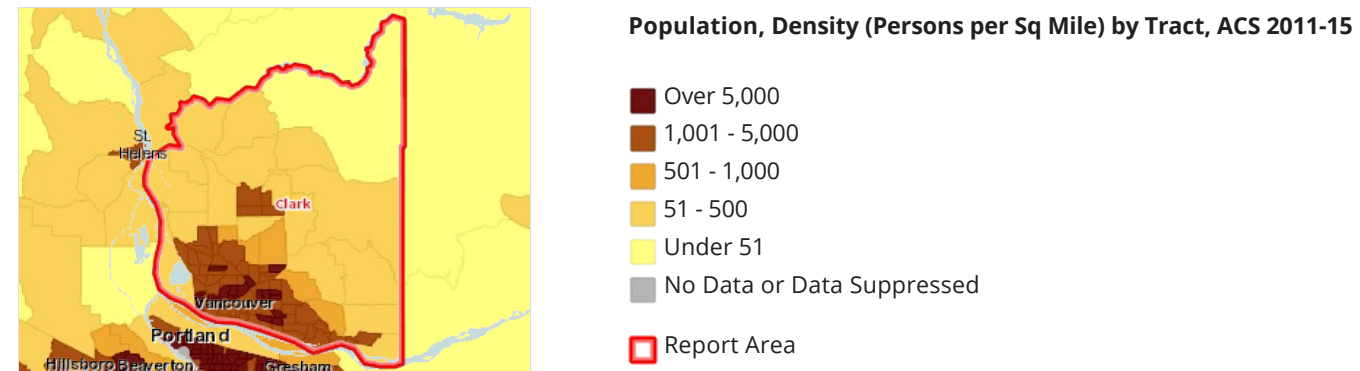 Population, Density (Persons per Sq Mile) by Tract, ACS 2011-15
Over 5,000
1,001 - 5,000
501 - 1,000
51 - 500
Under 51
No Data or Data Suppressed
Report Area
St.
Helens
Clark
Vancouver
Portland
Hillsboro Beaverton
Gresham